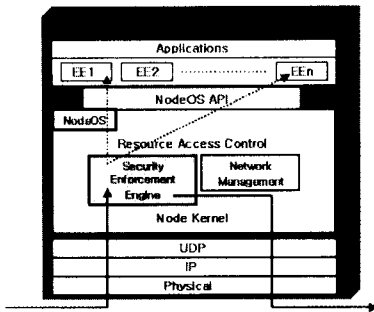 Applications
EE1 EE2 EEn
NodeOS API
NodeOS
Resource Access Control
Security Enforcement Engine
Network Management
Node Kernel
UDP
IP
Physical